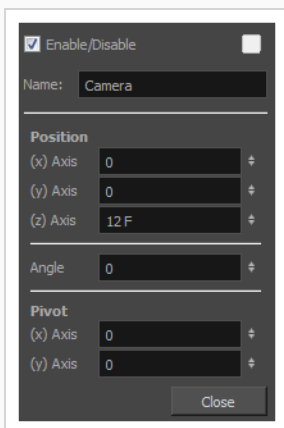 Enable/Disable
Name: Camera
Position
(x) Axis 0
(y) Axis 0
(z) Axis 12 F
Angle 0
Pivot
(x) Axis 0
(y) Axis 0
Close